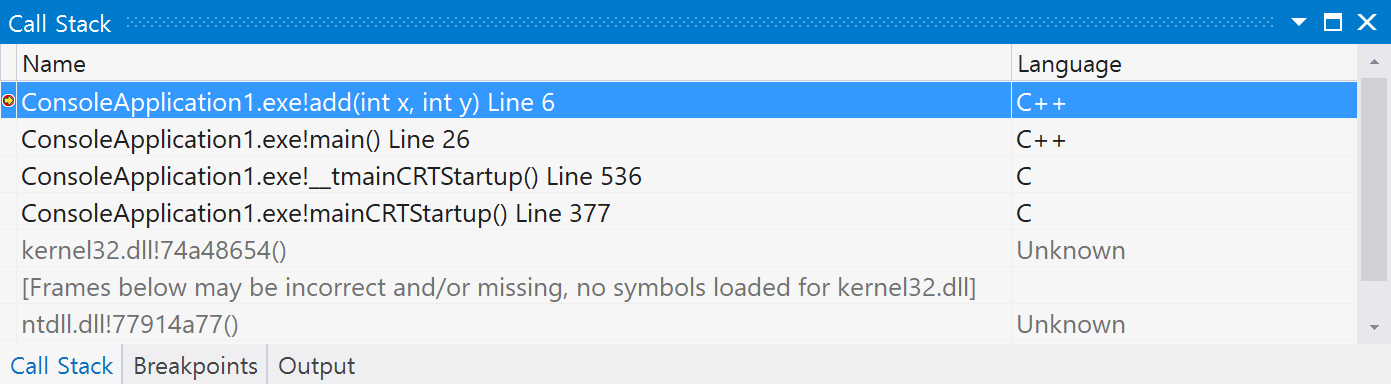 Call Stack
Name Language
ConsoleApplication1.exe!add(int x, int y) Line 6 C++
ConsoleApplication1.exe!main() Line 26 C++
ConsoleApplication1.exe!__tmainCRTStartup() Line 536 C
ConsoleApplication1.exe!mainCRTStartup() Line 377 C
kernel32.dll!74a48654() Unknown
[Frames below may be incorrect and/or missing, no symbols loaded for kernel32.dll]
ntdll.dll!77914a77() Unknown
Call Stack Breakpoints Output